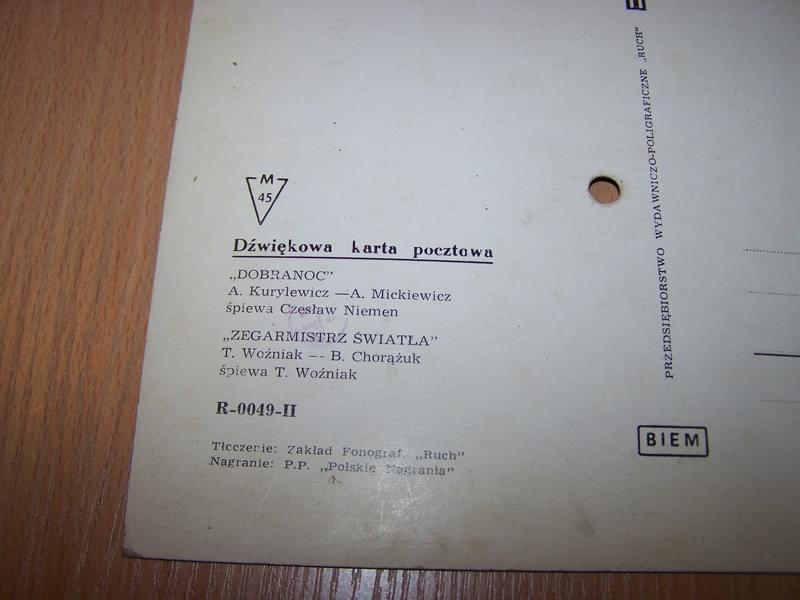 M
45
Dźwiękowa karta pocztowa
„DOBRANOC”
A. Kurylewicz —A. Mickiewicz
śpiewa Czesław Niemen
„ZEGARMISTRZ ŚWIATŁA”
T. Woźniak -- B. Chorążuk
śpiewa T. Woźniak
R-0049-II
Tłcczerie: Zakład Fonograf. „Ruch”
Nagranie: P.P. „Polskie Nagrania”
PRZEDSIĘBIORSTWO WYDAWNICZO-POLIGRAFICZNE „RUCH”
BIEM